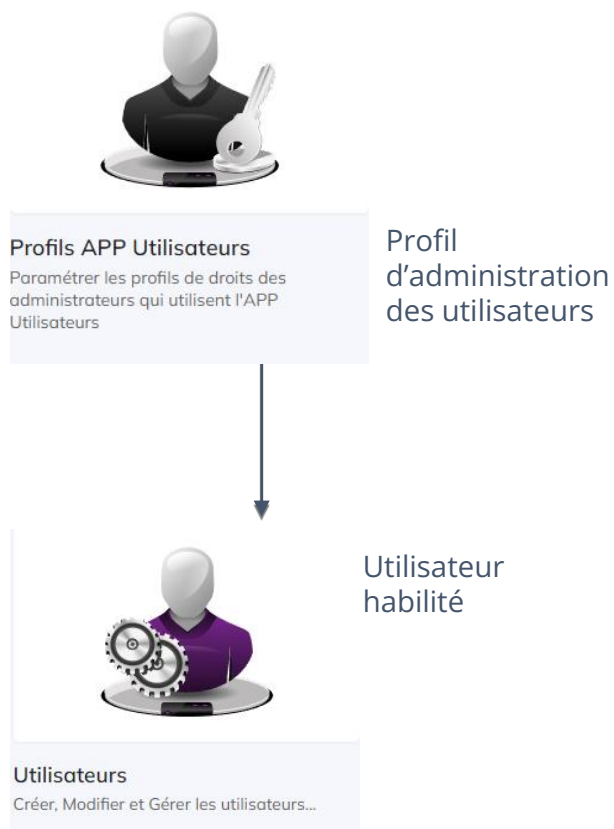 Profils APP Utilisateurs
Paramétrer les profils de droits des
administrateurs qui utilisent l'APP
Utilisateurs
Profil
d’administration
des utilisateurs
Utilisateur
habilité
Utilisateurs
Créer, Modifier et Gérer les utilisateurs...